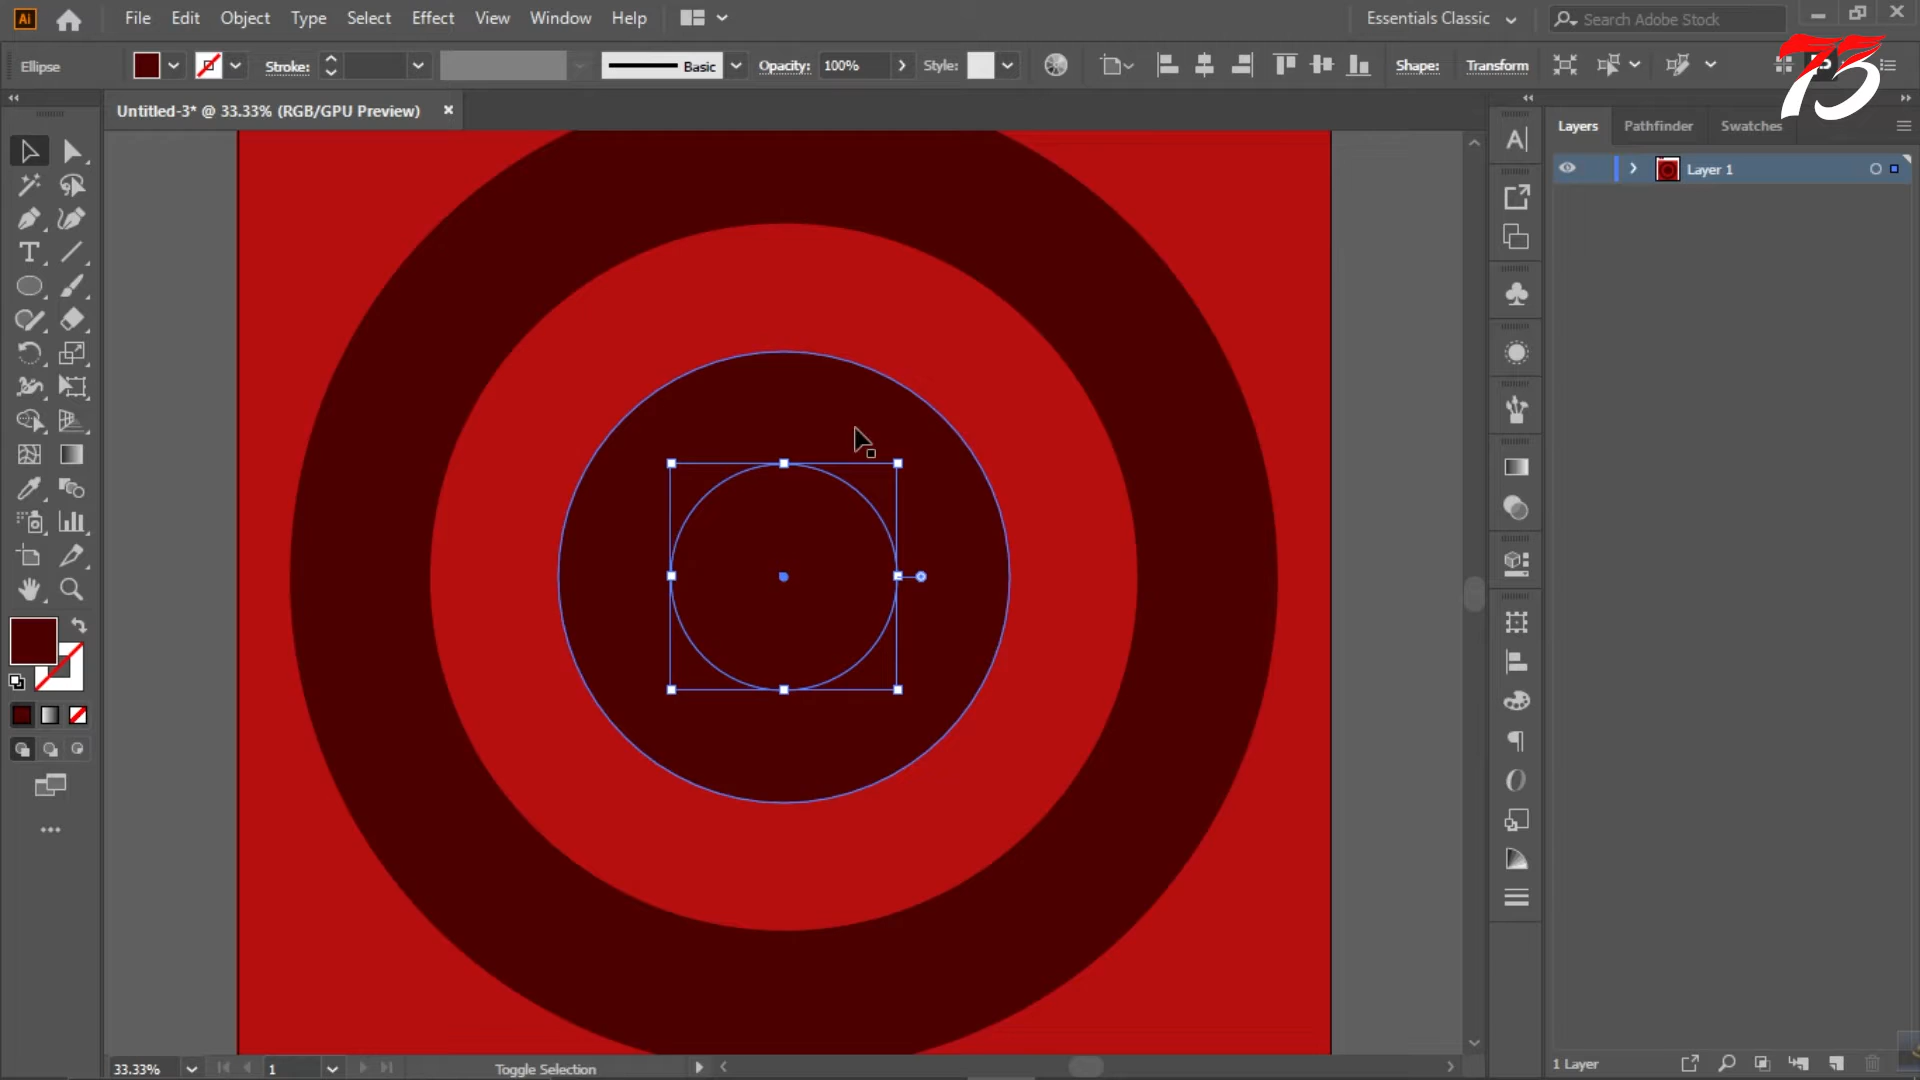 Ai File Edit Object Type Select Effect View Window Help Essentials Classic Search Adobe Stock
Ellipse Stroke: Basic Opacity: 100% Style: Shape: Transform
Untitled-3* @ 33.33% (RGB/GPU Preview)
Layers Pathfinder Swatches
Layer 1
33.33% 1 Toggle Selection
1 Layer